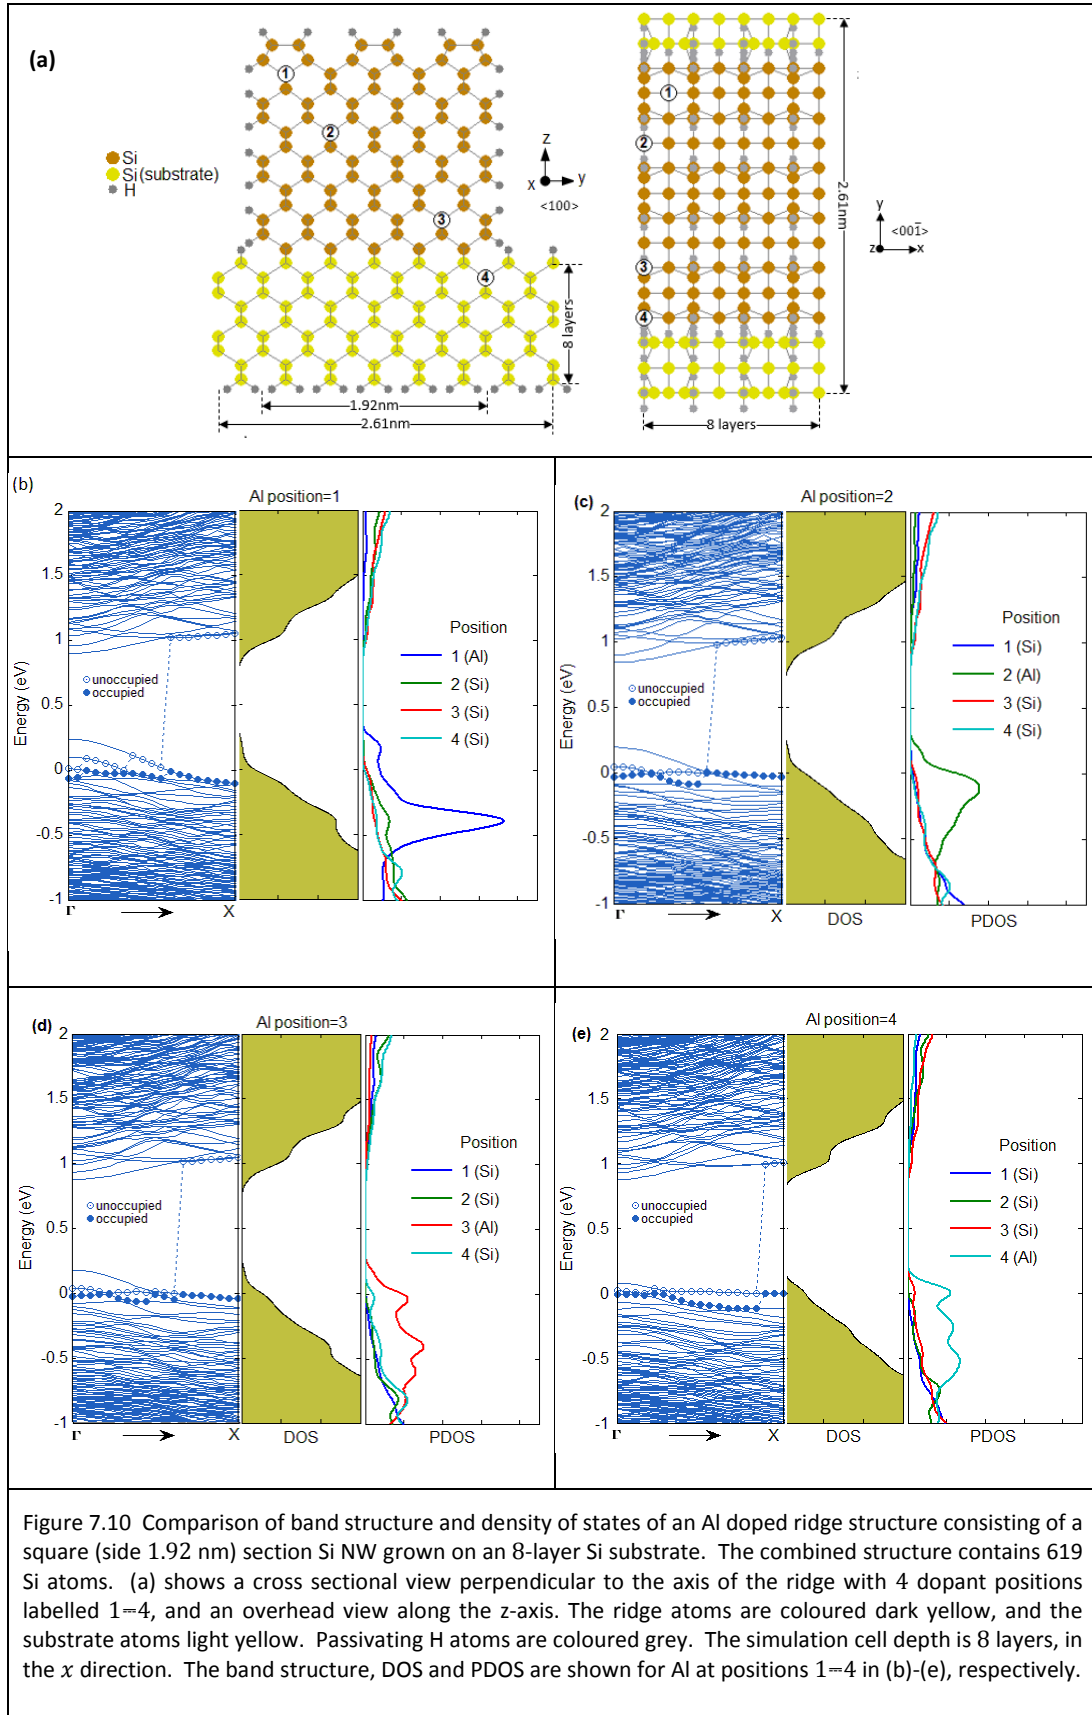 (a)
1
2
3
4
Si
Si (substrate)
H
z
x
y
<100>
8 layers
1.92nm
2.61nm
1
2
3
4
2.61nm
y
<001̄>
z
x
8 layers
(b)
Al position=1
2
1.5
1
0.5
0
-0.5
-1
Energy (eV)
unoccupied
occupied
Γ
X
Position
1 (Al)
2 (Si)
3 (Si)
4 (Si)
(c)
Al position=2
2
1.5
1
0.5
0
-0.5
-1
Energy (eV)
unoccupied
occupied
Γ
X
DOS
Position
1 (Si)
2 (Al)
3 (Si)
4 (Si)
PDOS
(d)
Al position=3
2
1.5
1
0.5
0
-0.5
-1
Energy (eV)
unoccupied
occupied
Γ
X
DOS
Position
1 (Si)
2 (Si)
3 (Al)
4 (Si)
PDOS
(e)
Al position=4
2
1.5
1
0.5
0
-0.5
-1
Energy (eV)
unoccupied
occupied
Γ
X
DOS
Position
1 (Si)
2 (Si)
3 (Si)
4 (Al)
PDOS
Figure 7.10 Comparison of band structure and density of states of an Al doped ridge structure consisting of a
square (side 1.92 nm) section Si NW grown on an 8-layer Si substrate. The combined structure contains 619
Si atoms. (a) shows a cross sectional view perpendicular to the axis of the ridge with 4 dopant positions
labelled 1–4, and an overhead view along the z-axis. The ridge atoms are coloured dark yellow, and the
substrate atoms light yellow. Passivating H atoms are coloured grey. The simulation cell depth is 8 layers, in
the x direction. The band structure, DOS and PDOS are shown for Al at positions 1–4 in (b)-(e), respectively.